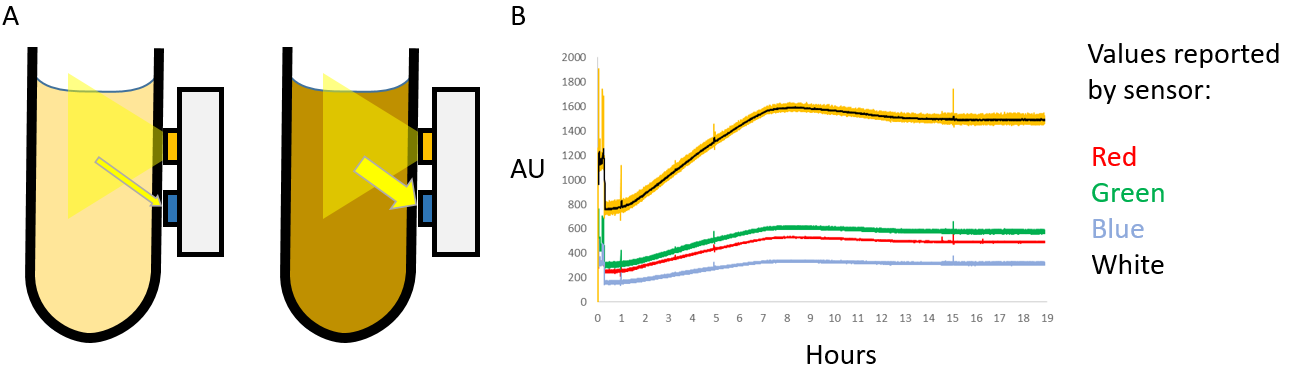 A
B
AU
2000
1800
1600
1400
1200
1000
800
600
400
200
0
0 1 2 3 4 5 6 7 8 9 10 11 12 13 14 15 16 17 18 19
Hours
Values reported
by sensor:
Red
Green
Blue
White